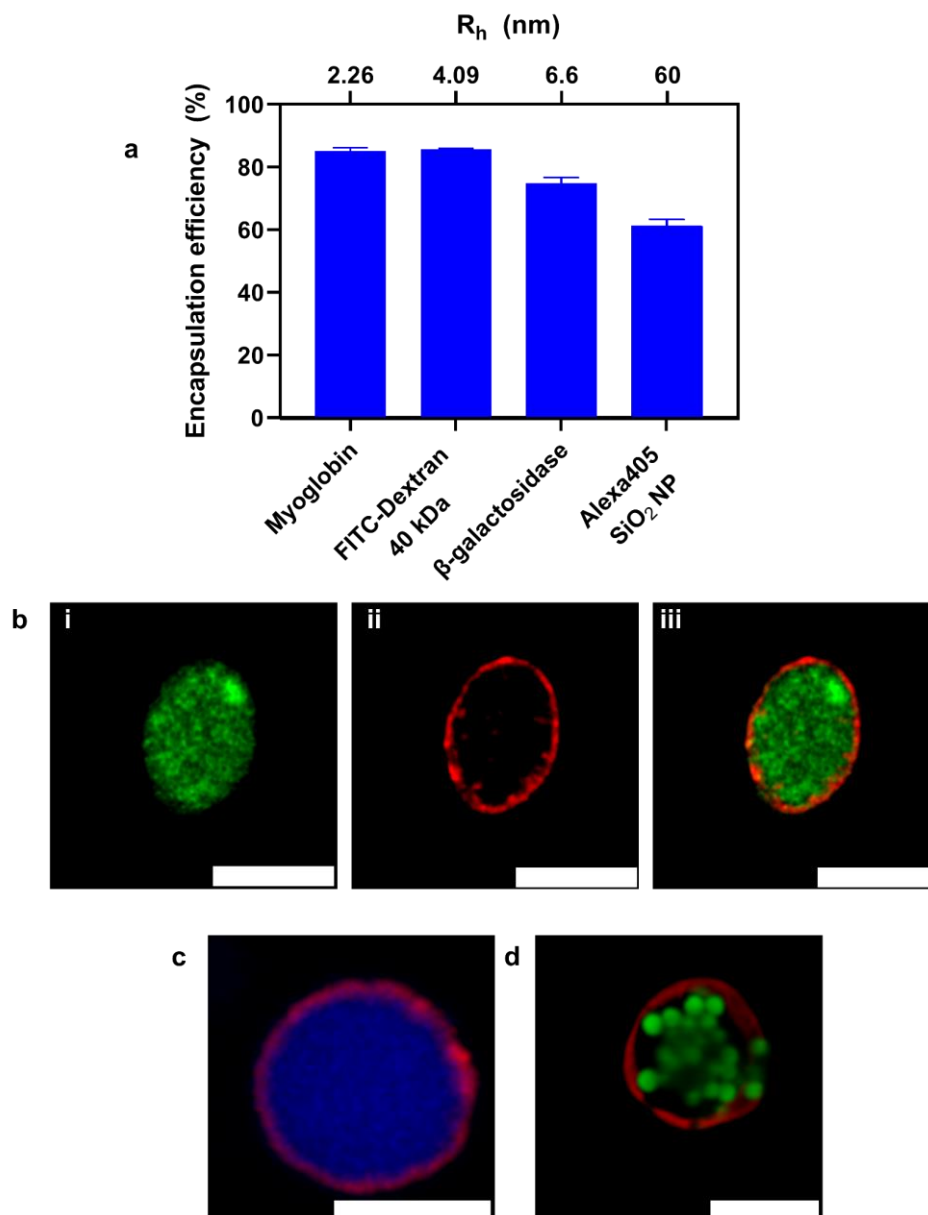 R_h (nm)
2.26 4.09 6.6 60
a
Encapsulation efficiency (%)
100
80
60
40
20
0
Myoglobin
FITC-Dextran
40 kDa
β-galactosidase
Alexa405
SiO₂ NP
b
i
ii
iii
c
d